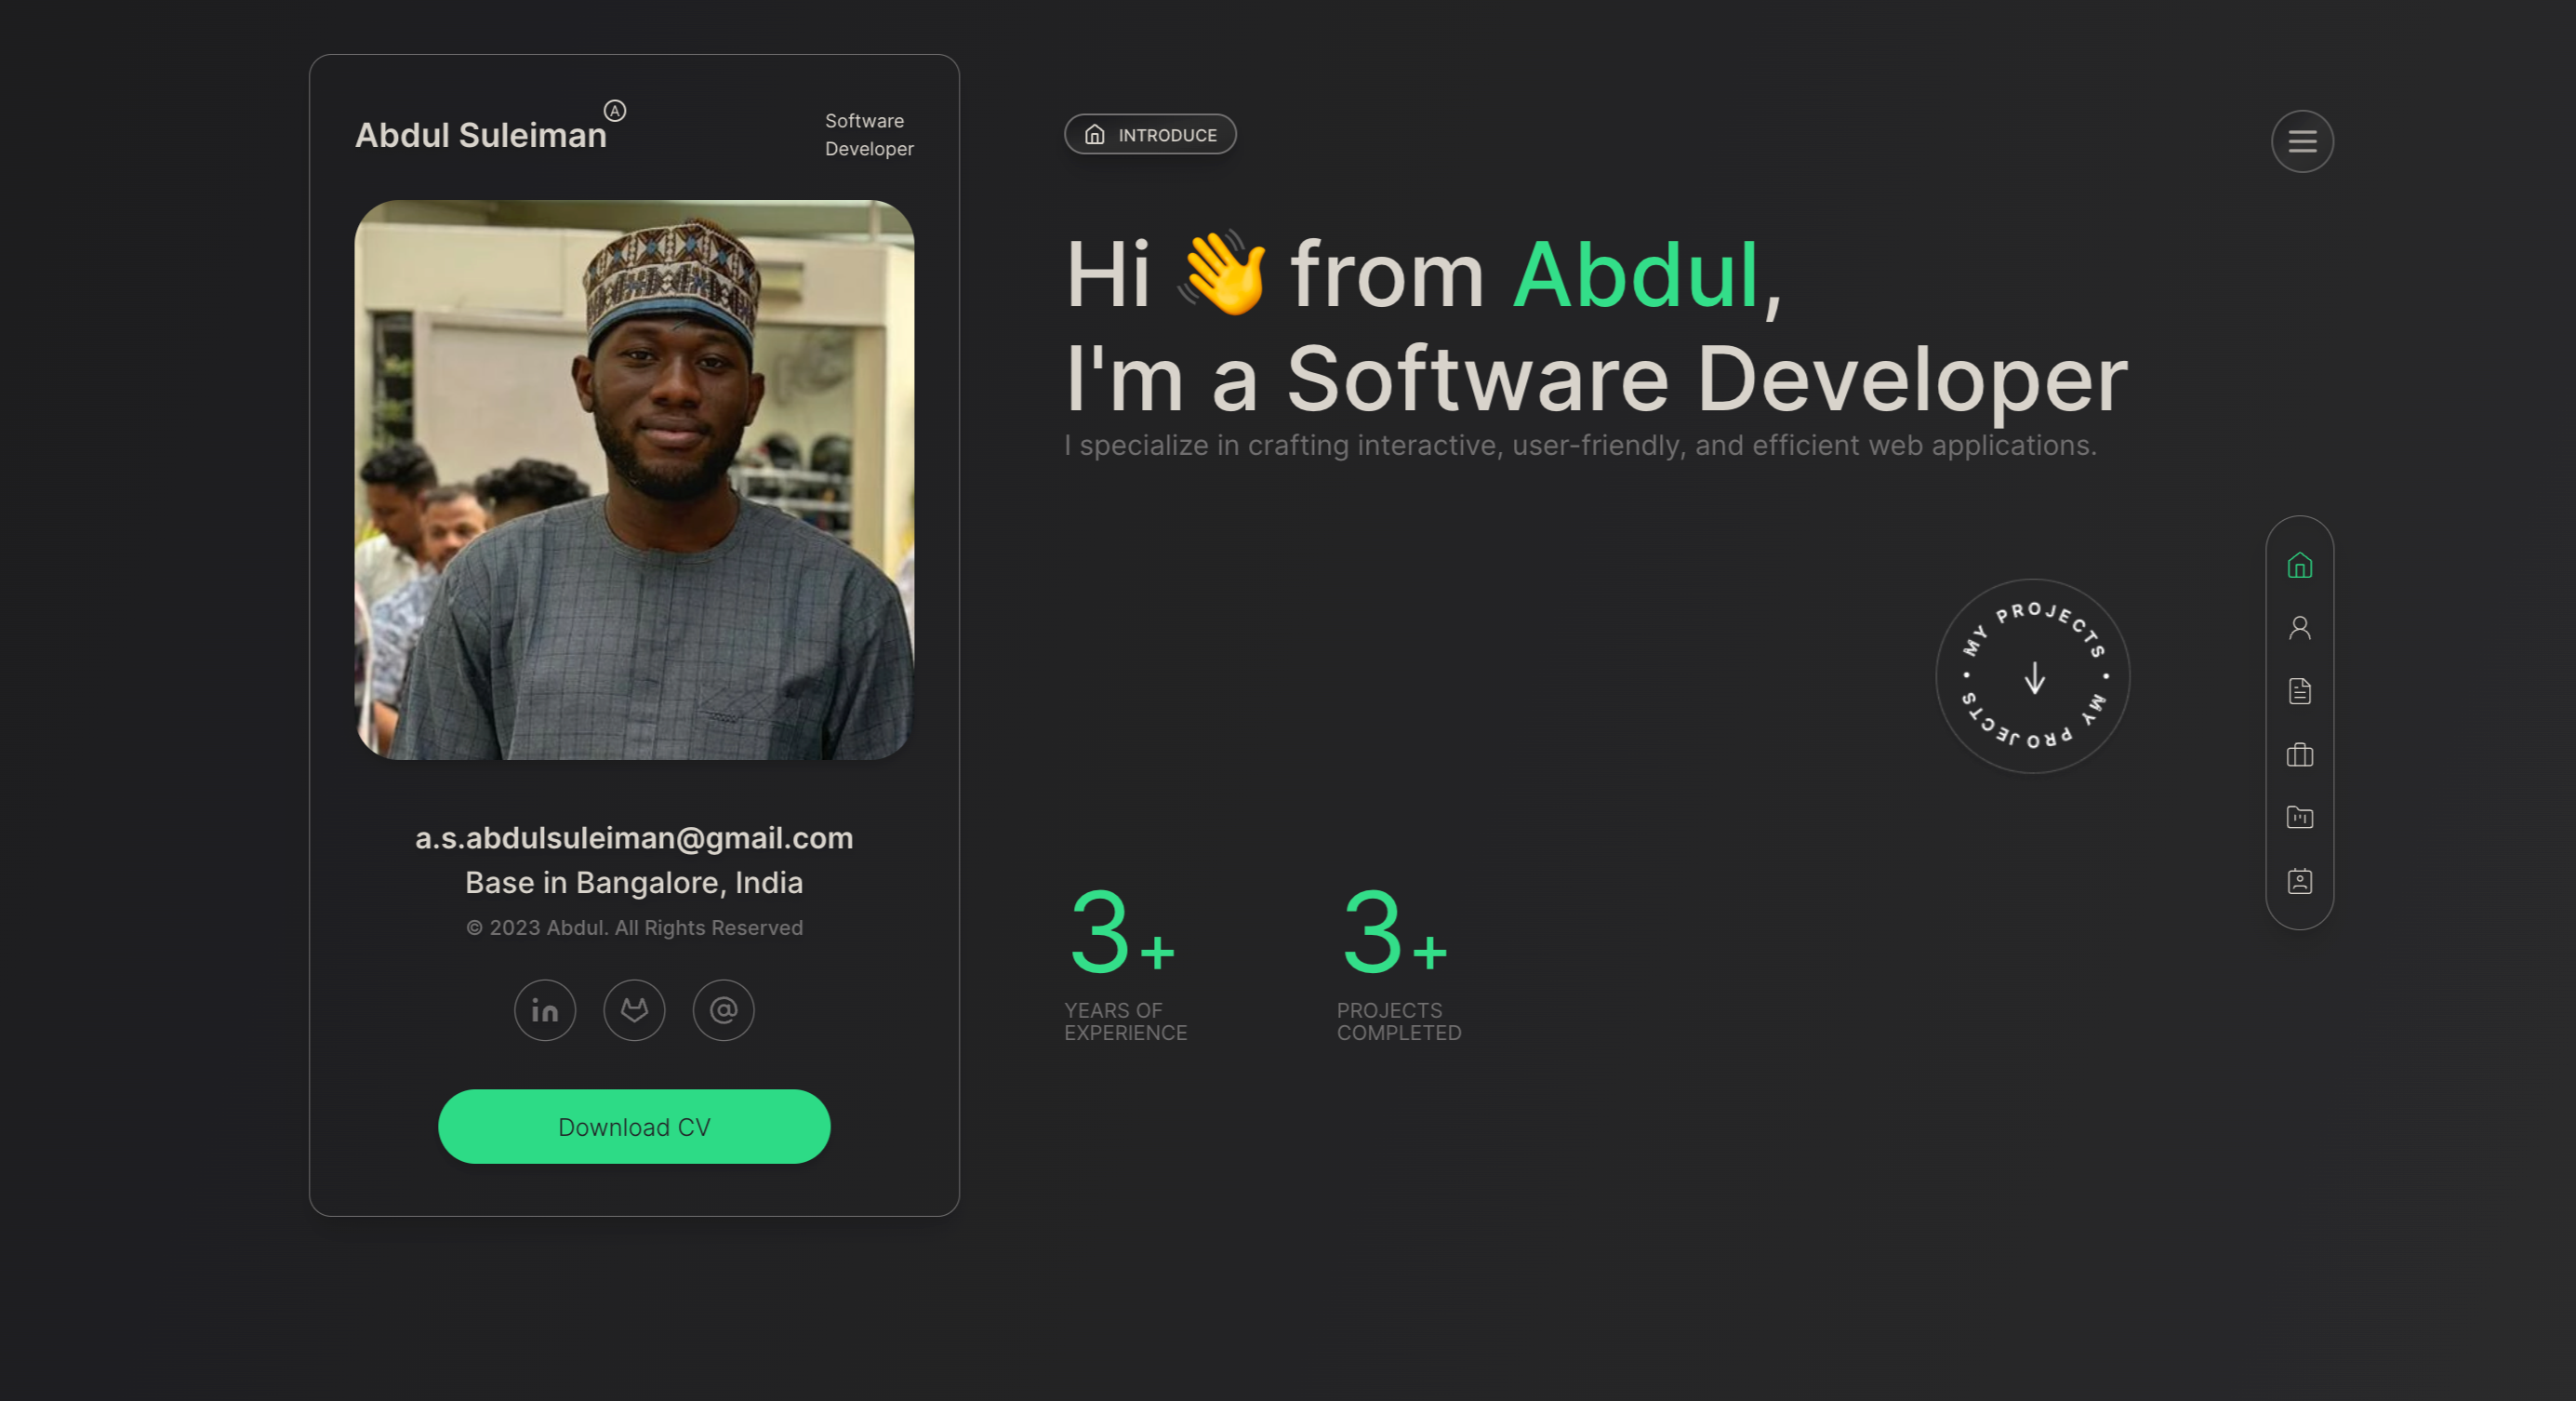 Abdul Suleiman
A
Software
Developer
a.s.abdulsuleiman@gmail.com
Base in Bangalore, India
© 2023 Abdul. All Rights Reserved
in
@
Download CV
INTRODUCE
Hi 👋 from Abdul,
I'm a Software Developer
I specialize in crafting interactive, user-friendly, and efficient web applications.
MY PROJECTS • MY PROJECTS •
3+
YEARS OF
EXPERIENCE
3+
PROJECTS
COMPLETED